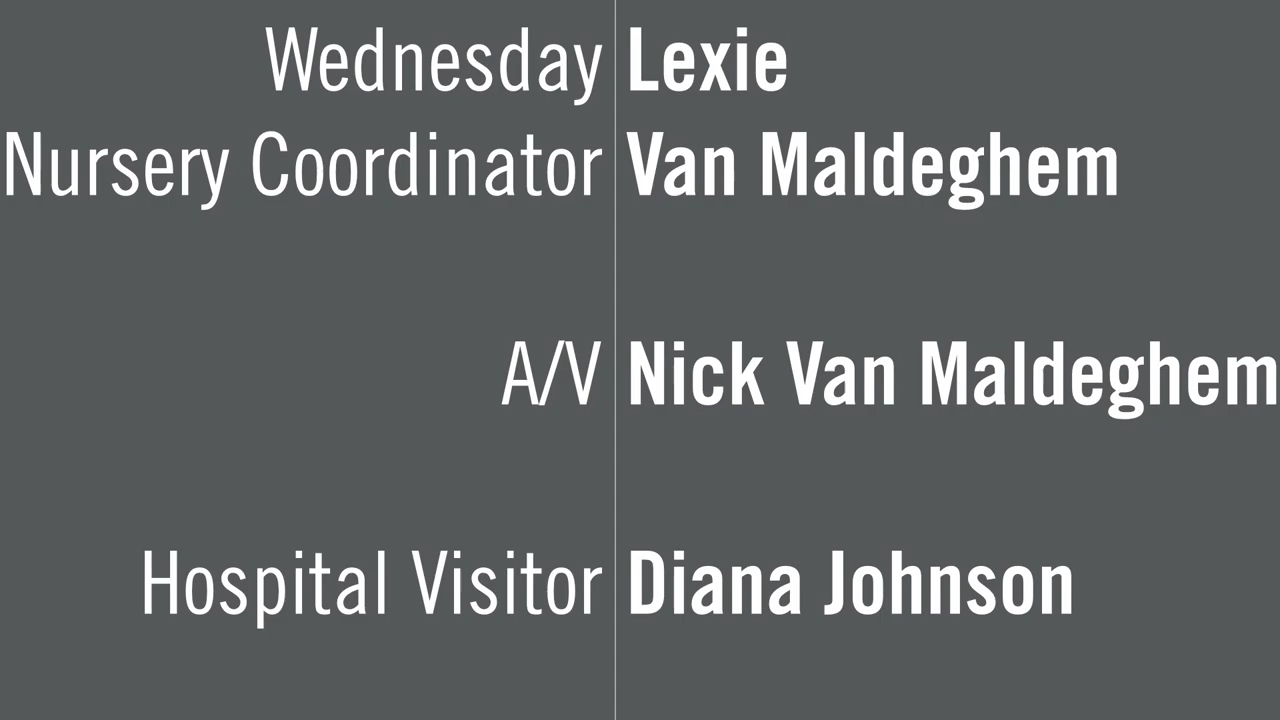 Wednesday Lexie
Nursery Coordinator Van Maldeghem
A/V Nick Van Maldeghem
Hospital Visitor Diana Johnson